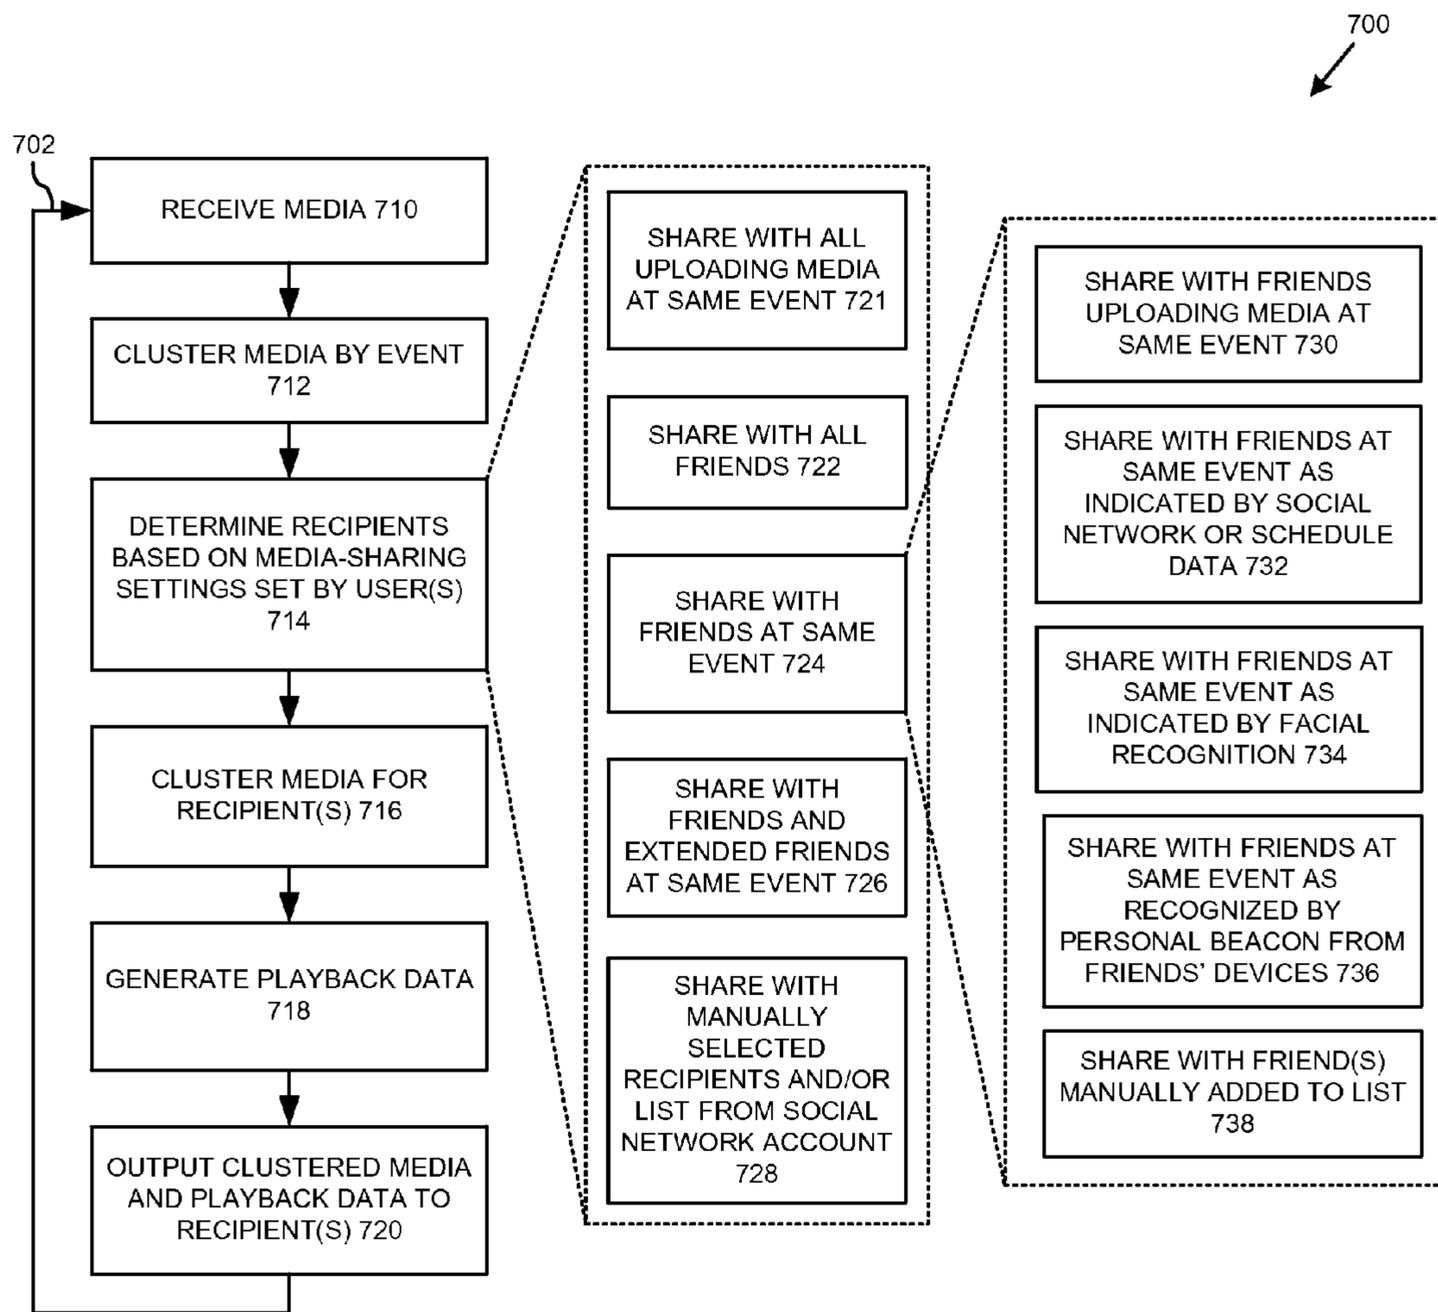 700
702
RECEIVE MEDIA 710
CLUSTER MEDIA BY EVENT
712
DETERMINE RECIPIENTS
BASED ON MEDIA-SHARING
SETTINGS SET BY USER(S)
714
CLUSTER MEDIA FOR
RECIPIENT(S) 716
GENERATE PLAYBACK DATA
718
OUTPUT CLUSTERED MEDIA
AND PLAYBACK DATA TO
RECIPIENT(S) 720
SHARE WITH ALL
UPLOADING MEDIA
AT SAME EVENT 721
SHARE WITH ALL
FRIENDS 722
SHARE WITH
FRIENDS AT SAME
EVENT 724
SHARE WITH
FRIENDS AND
EXTENDED FRIENDS
AT SAME EVENT 726
SHARE WITH
MANUALLY
SELECTED
RECIPIENTS AND/OR
LIST FROM SOCIAL
NETWORK ACCOUNT
728
SHARE WITH FRIENDS
UPLOADING MEDIA AT
SAME EVENT 730
SHARE WITH FRIENDS AT
SAME EVENT AS
INDICATED BY SOCIAL
NETWORK OR SCHEDULE
DATA 732
SHARE WITH FRIENDS AT
SAME EVENT AS
INDICATED BY FACIAL
RECOGNITION 734
SHARE WITH FRIENDS AT
SAME EVENT AS
RECOGNIZED BY
PERSONAL BEACON FROM
FRIENDS’ DEVICES 736
SHARE WITH FRIEND(S)
MANUALLY ADDED TO LIST
738